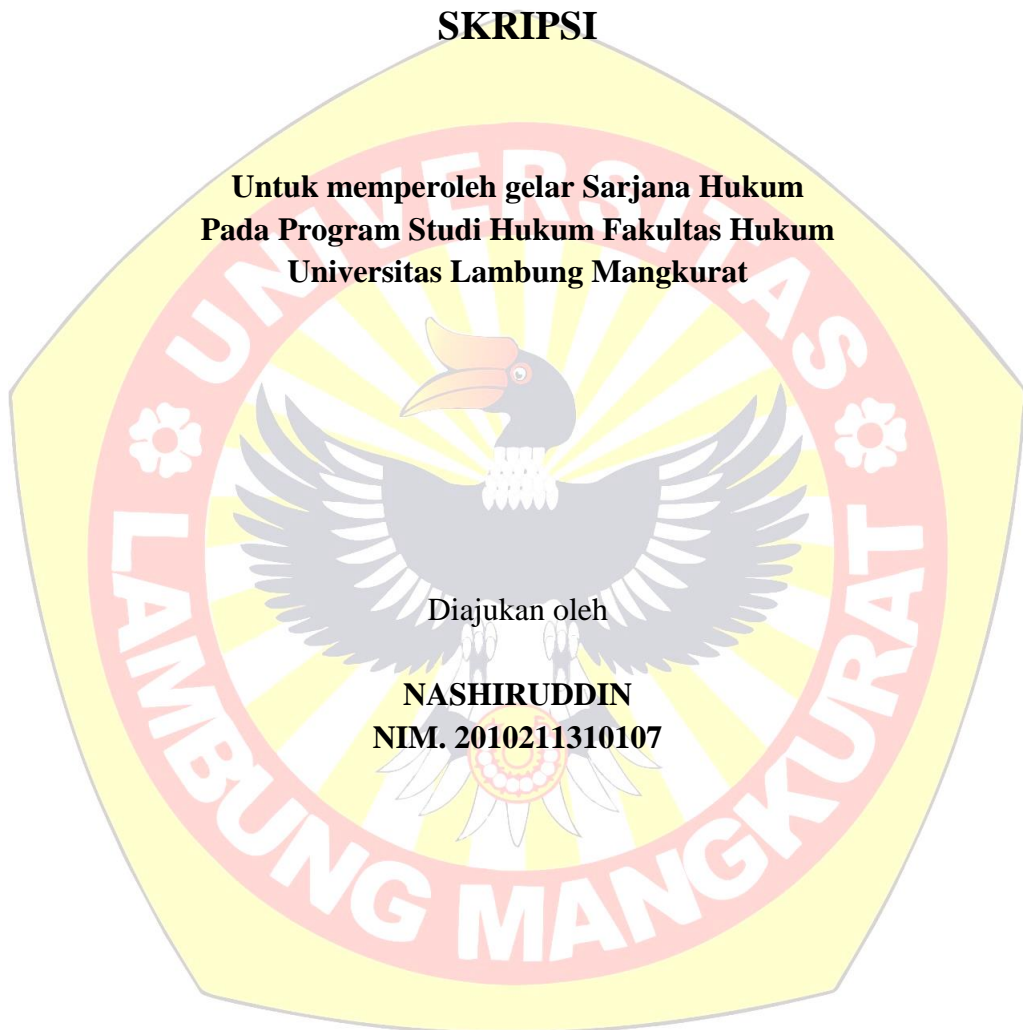 SKRIPSI
Untuk memperoleh gelar Sarjana Hukum
Pada Program Studi Hukum Fakultas Hukum
Universitas Lambung Mangkurat
Diajukan oleh
NASHIRUDDIN
NIM. 2010211310107
UNIVERSITAS
LAMBUNG MANGKURAT